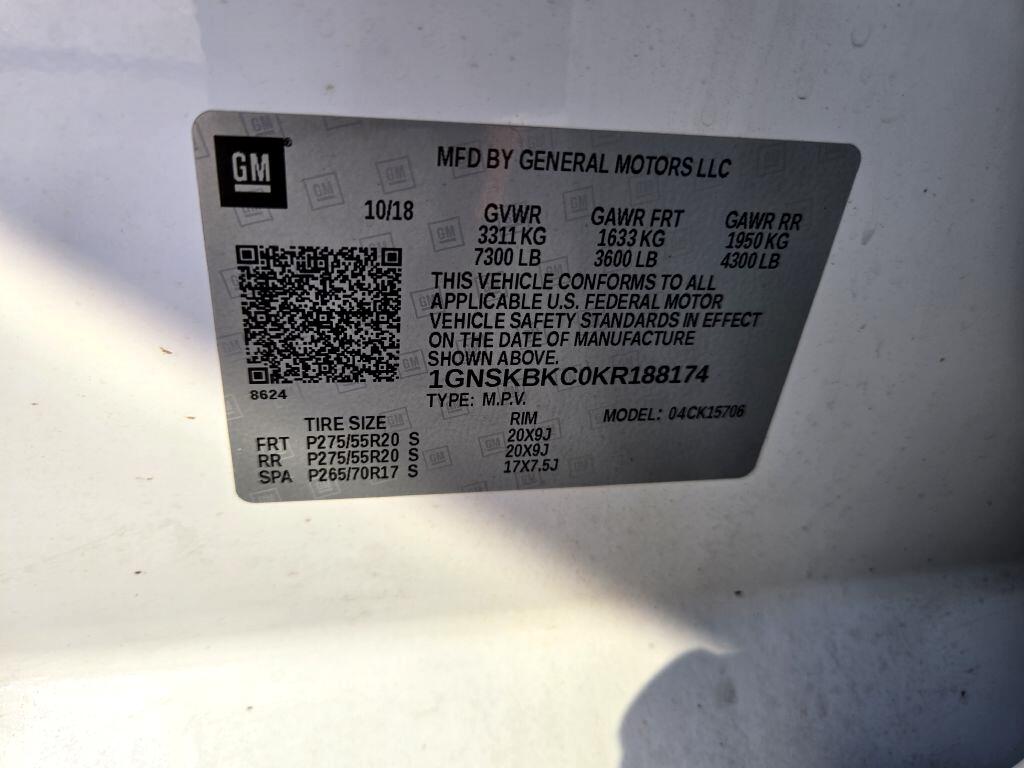 GM
MFD BY GENERAL MOTORS LLC
10/18 GVWR GAWR FRT GAWR RR
3311 KG 1633 KG 1950 KG
7300 LB 3600 LB 4300 LB
THIS VEHICLE CONFORMS TO ALL
APPLICABLE U.S. FEDERAL MOTOR
VEHICLE SAFETY STANDARDS IN EFFECT
ON THE DATE OF MANUFACTURE
SHOWN ABOVE.
1GNSKBKC0KR188174
8624
TYPE: M.P.V. MODEL: 04CK15706
TIRE SIZE RIM
FRT P275/55R20 S 20X9J
RR P275/55R20 S 20X9J
SPA P265/70R17 S 17X7.5J